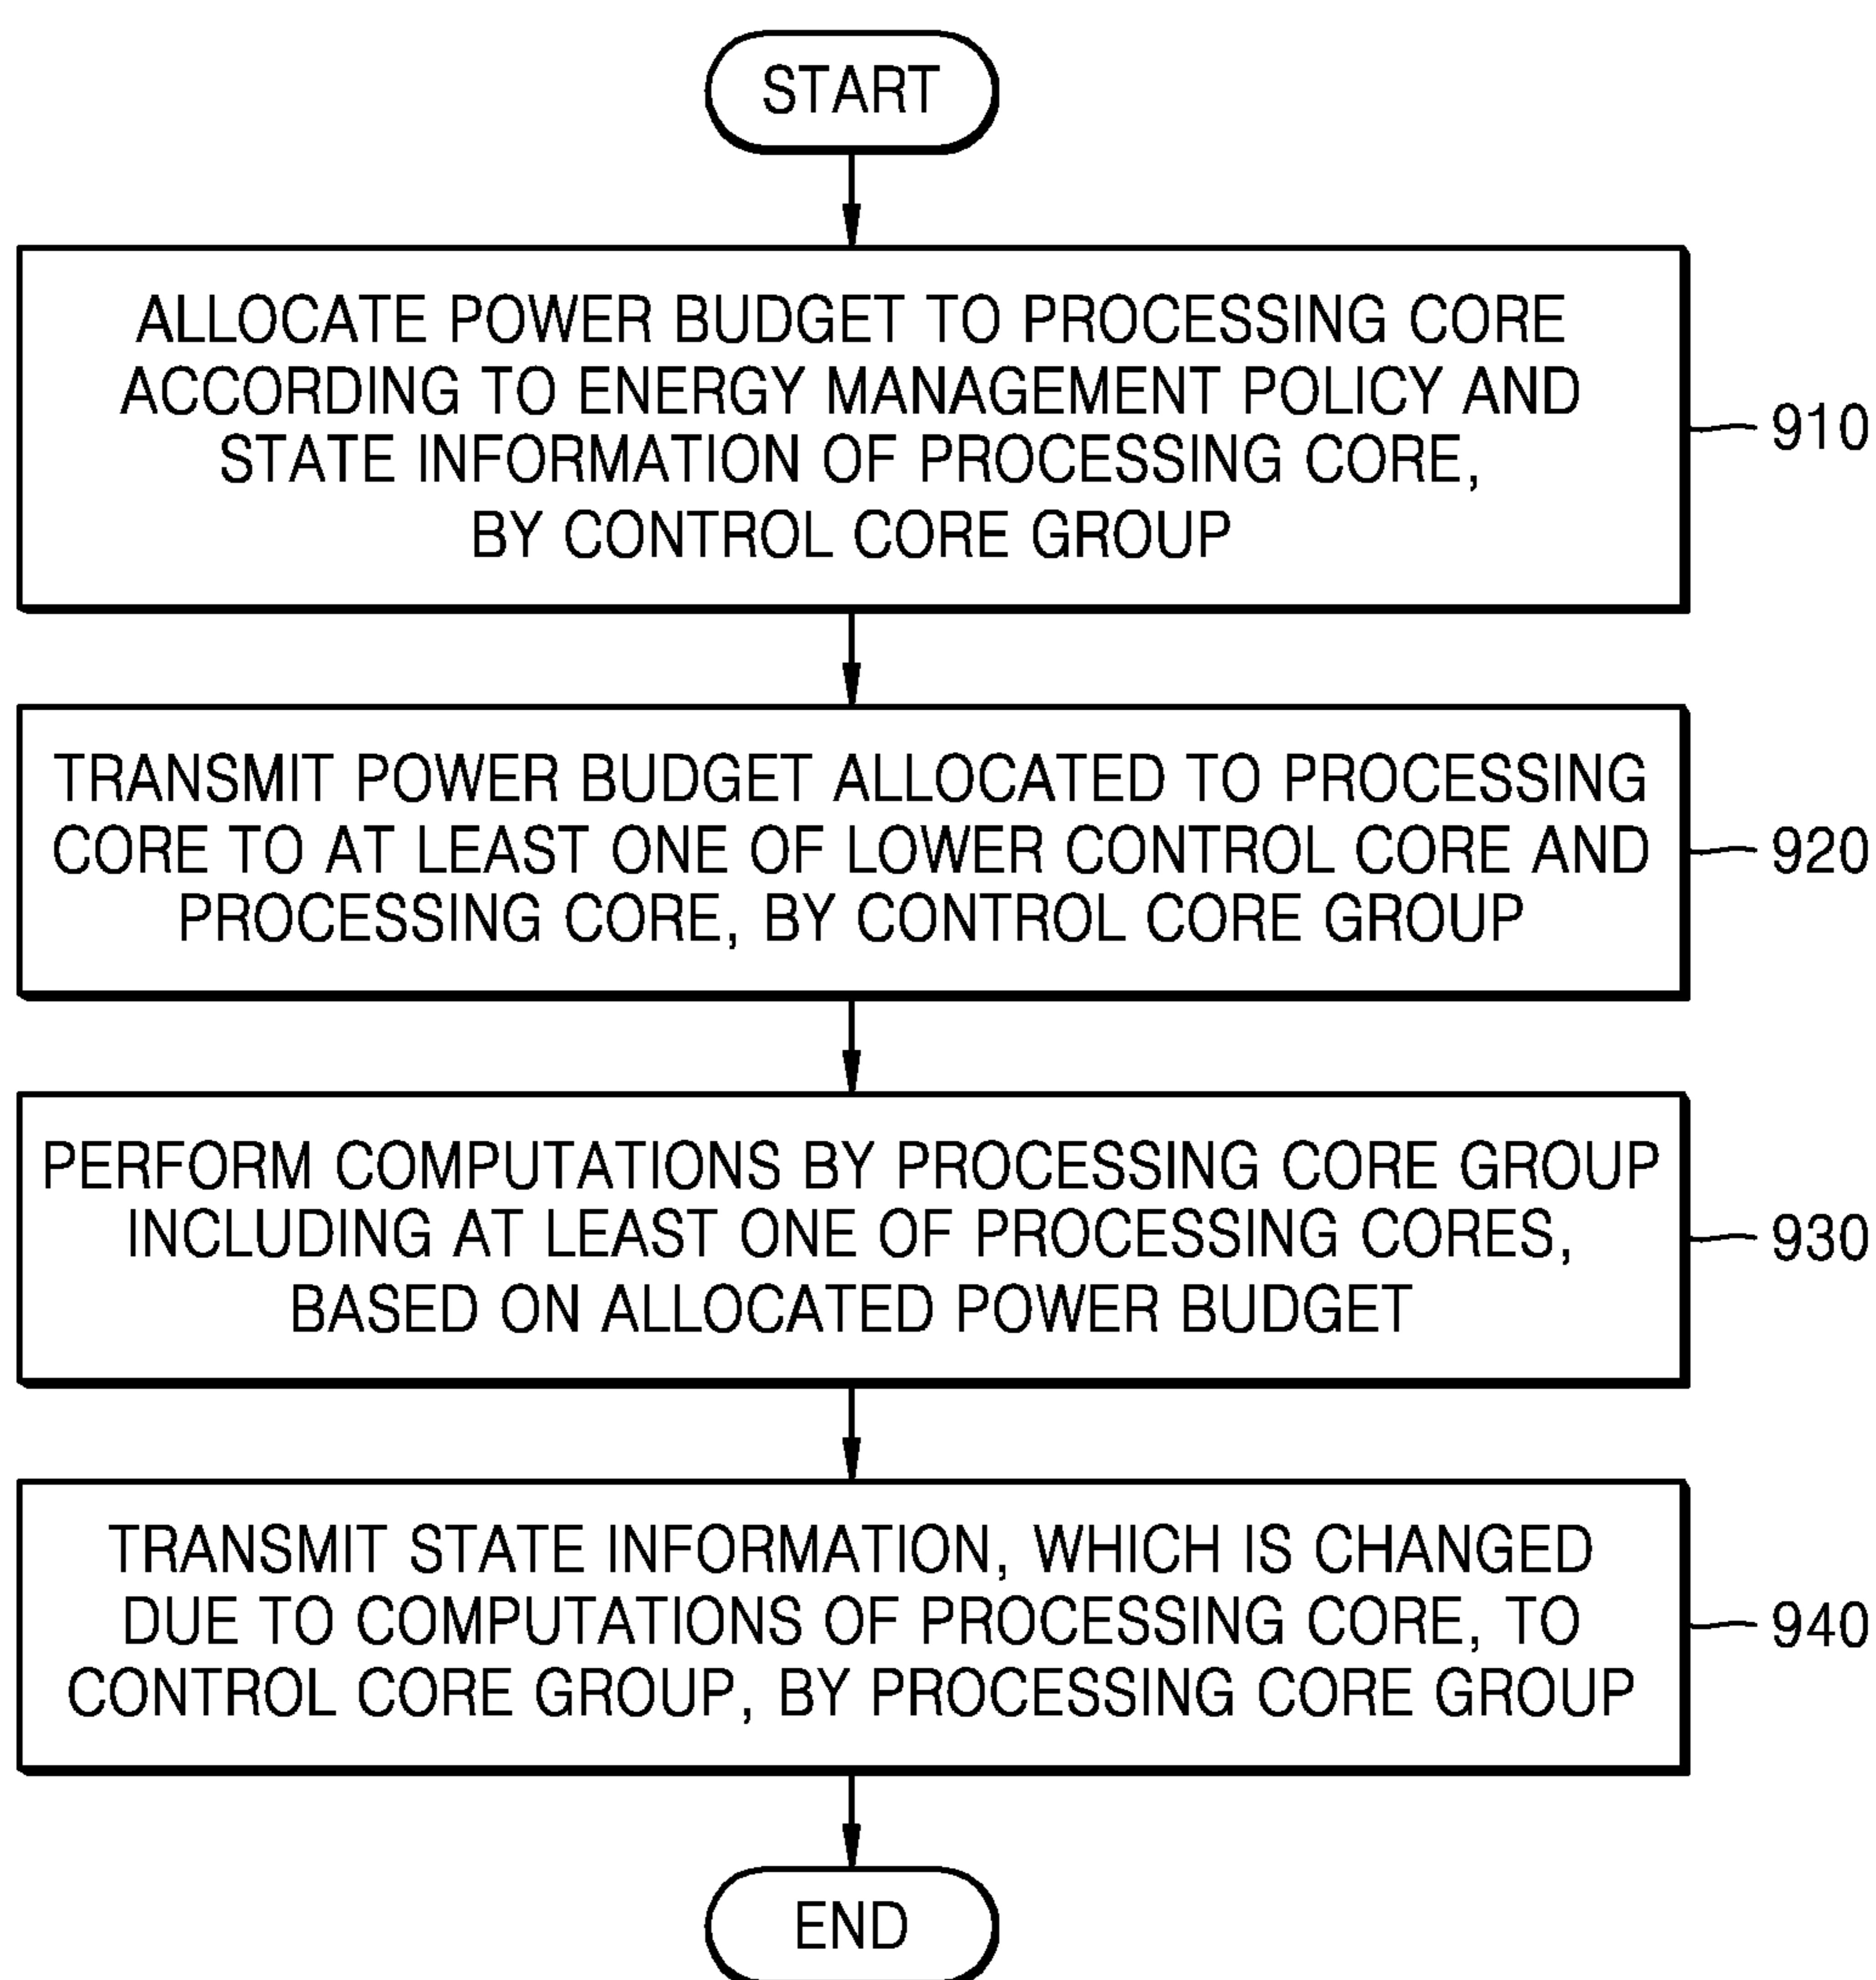 START
ALLOCATE POWER BUDGET TO PROCESSING CORE
ACCORDING TO ENERGY MANAGEMENT POLICY AND
STATE INFORMATION OF PROCESSING CORE,
BY CONTROL CORE GROUP
910
TRANSMIT POWER BUDGET ALLOCATED TO PROCESSING
CORE TO AT LEAST ONE OF LOWER CONTROL CORE AND
PROCESSING CORE, BY CONTROL CORE GROUP
920
PERFORM COMPUTATIONS BY PROCESSING CORE GROUP
INCLUDING AT LEAST ONE OF PROCESSING CORES,
BASED ON ALLOCATED POWER BUDGET
930
TRANSMIT STATE INFORMATION, WHICH IS CHANGED
DUE TO COMPUTATIONS OF PROCESSING CORE, TO
CONTROL CORE GROUP, BY PROCESSING CORE GROUP
940
END